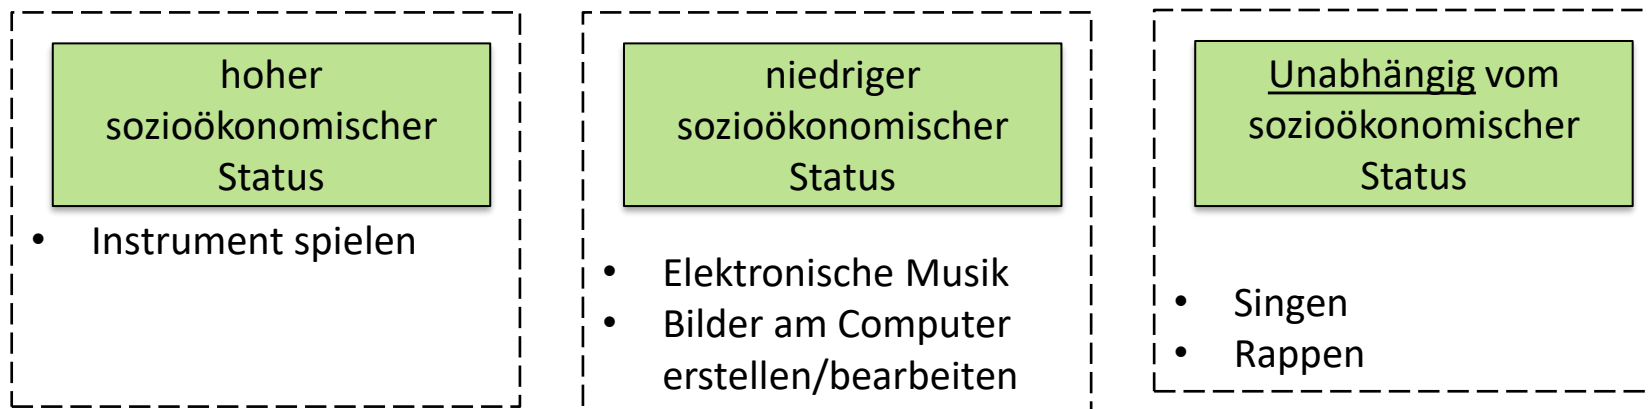 hoher
sozioökonomischer
Status
• Instrument spielen
niedriger
sozioökonomischer
Status
• Elektronische Musik
• Bilder am Computer
erstellen/bearbeiten
Unabhängig vom
sozioökonomischer
Status
• Singen
• Rappen